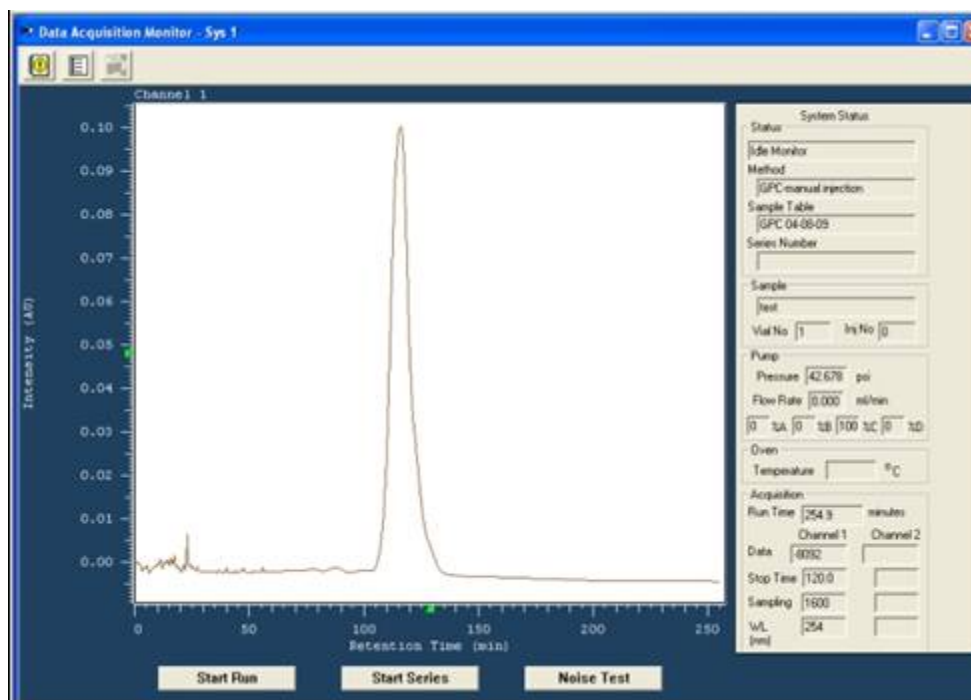 Data Acquisition Monitor - Sys 1
Channel 1
Intensity (AU)
0.10
0.09
0.08
0.07
0.06
0.05
0.04
0.03
0.02
0.01
0.00
0 50 100 150 200 250
Retention Time (min)
Start Run Start Series Noise Test
System Status
Status
Idle Monitor
Method
GPC-manual injection
Sample Table
GPC 04-08-09
Series Number
Sample
test
Vial No 1 Inj No 0
Pump
Pressure 42.678 psi
Flow Rate 0.000 ml/min
0 %A 0 %B 100 %C 0 %D
Oven
Temperature °C
Acquisition
Run Time 254.9 minutes
Channel 1 Channel 2
Data -8092
Stop Time 120.0
Sampling 1600
WL 254
(nm)